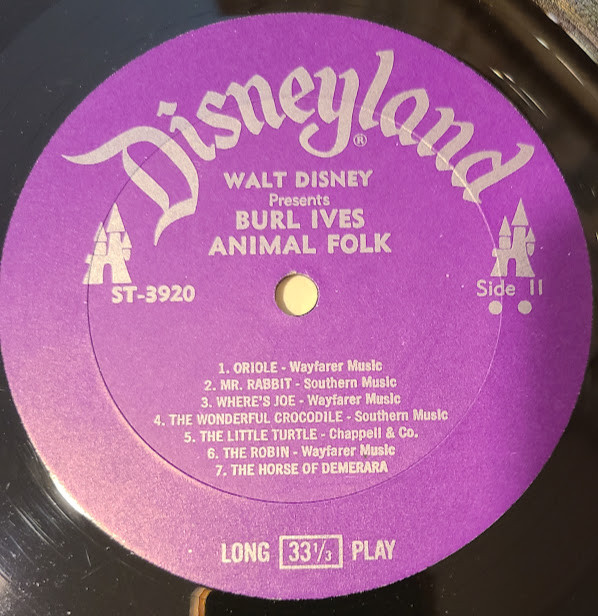 Disneyland®
WALT DISNEY
Presents
BURL IVES
ANIMAL FOLK
ST-3920
Side II
1. ORIOLE - Wayfarer Music
2. MR. RABBIT - Southern Music
3. WHERE'S JOE - Wayfarer Music
4. THE WONDERFUL CROCODILE - Southern Music
5. THE LITTLE TURTLE - Chappell & Co.
6. THE ROBIN - Wayfarer Music
7. THE HORSE OF DEMERARA
LONG 33⅓ PLAY